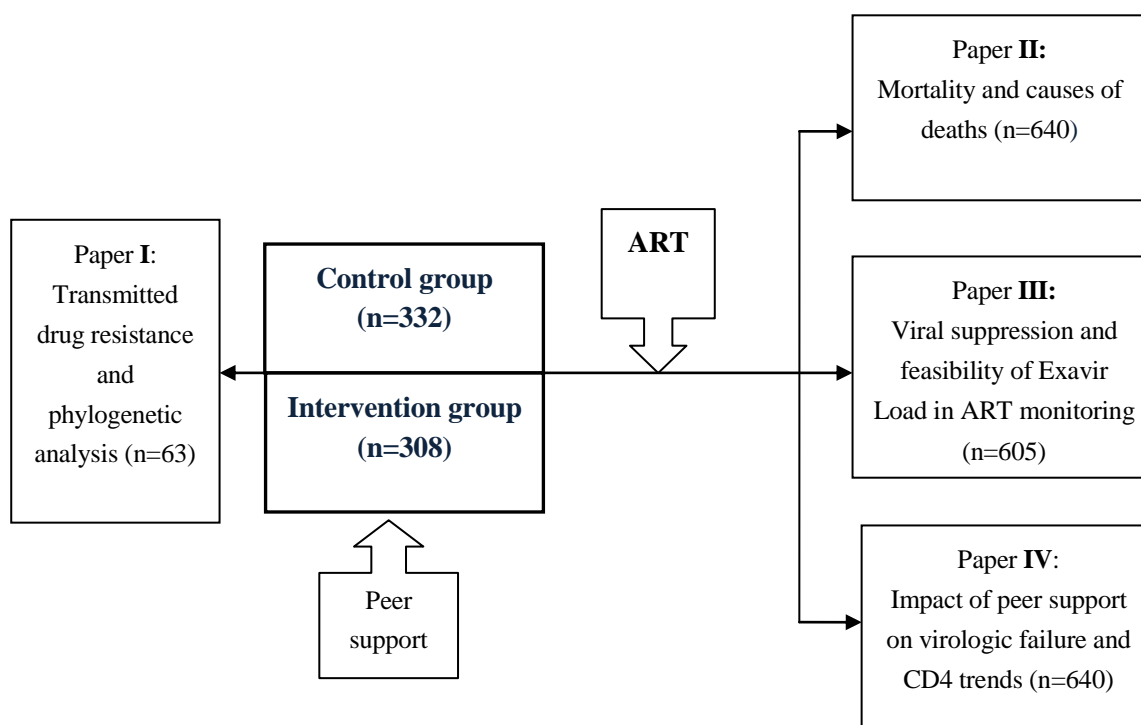 Paper I:
Transmitted
drug resistance
and
phylogenetic
analysis (n=63)
Control group
(n=332)
Intervention group
(n=308)
Peer
support
ART
Paper II:
Mortality and causes of
deaths (n=640)
Paper III:
Viral suppression and
feasibility of Exavir
Load in ART monitoring
(n=605)
Paper IV:
Impact of peer support
on virologic failure and
CD4 trends (n=640)